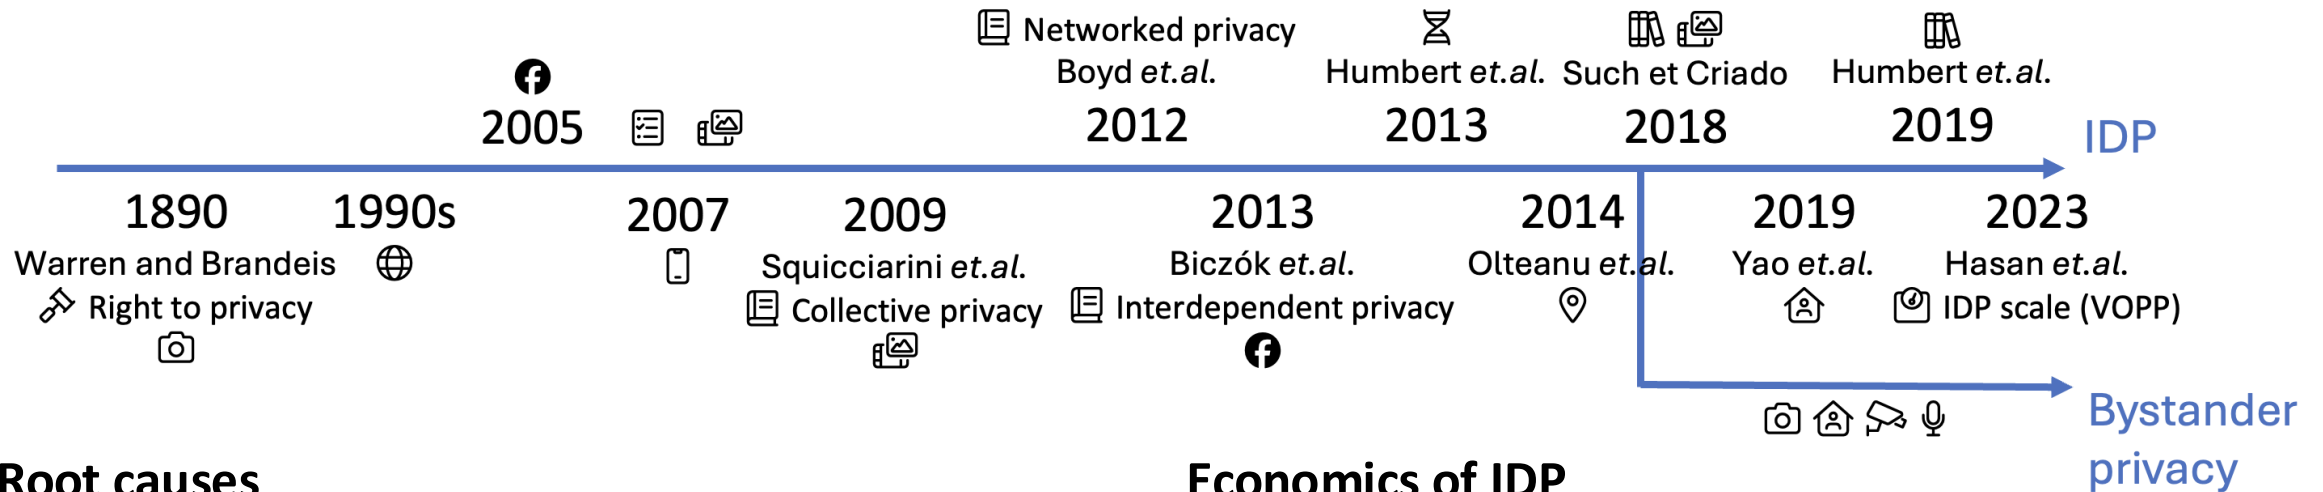 Networked privacy
Boyd et.al.
2012
Humbert et.al.
2013
Such et Criado
2018
Humbert et.al.
2019
2005
IDP
1890
Warren and Brandeis
Right to privacy
1990s
2007
2009
Squicciarini et.al.
Collective privacy
2013
Biczók et.al.
Interdependent privacy
2014
Olteanu et.al.
2019
Yao et.al.
2023
Hasan et.al.
IDP scale (VOPP)
Bystander
privacy
Root causes
Economics of IDP